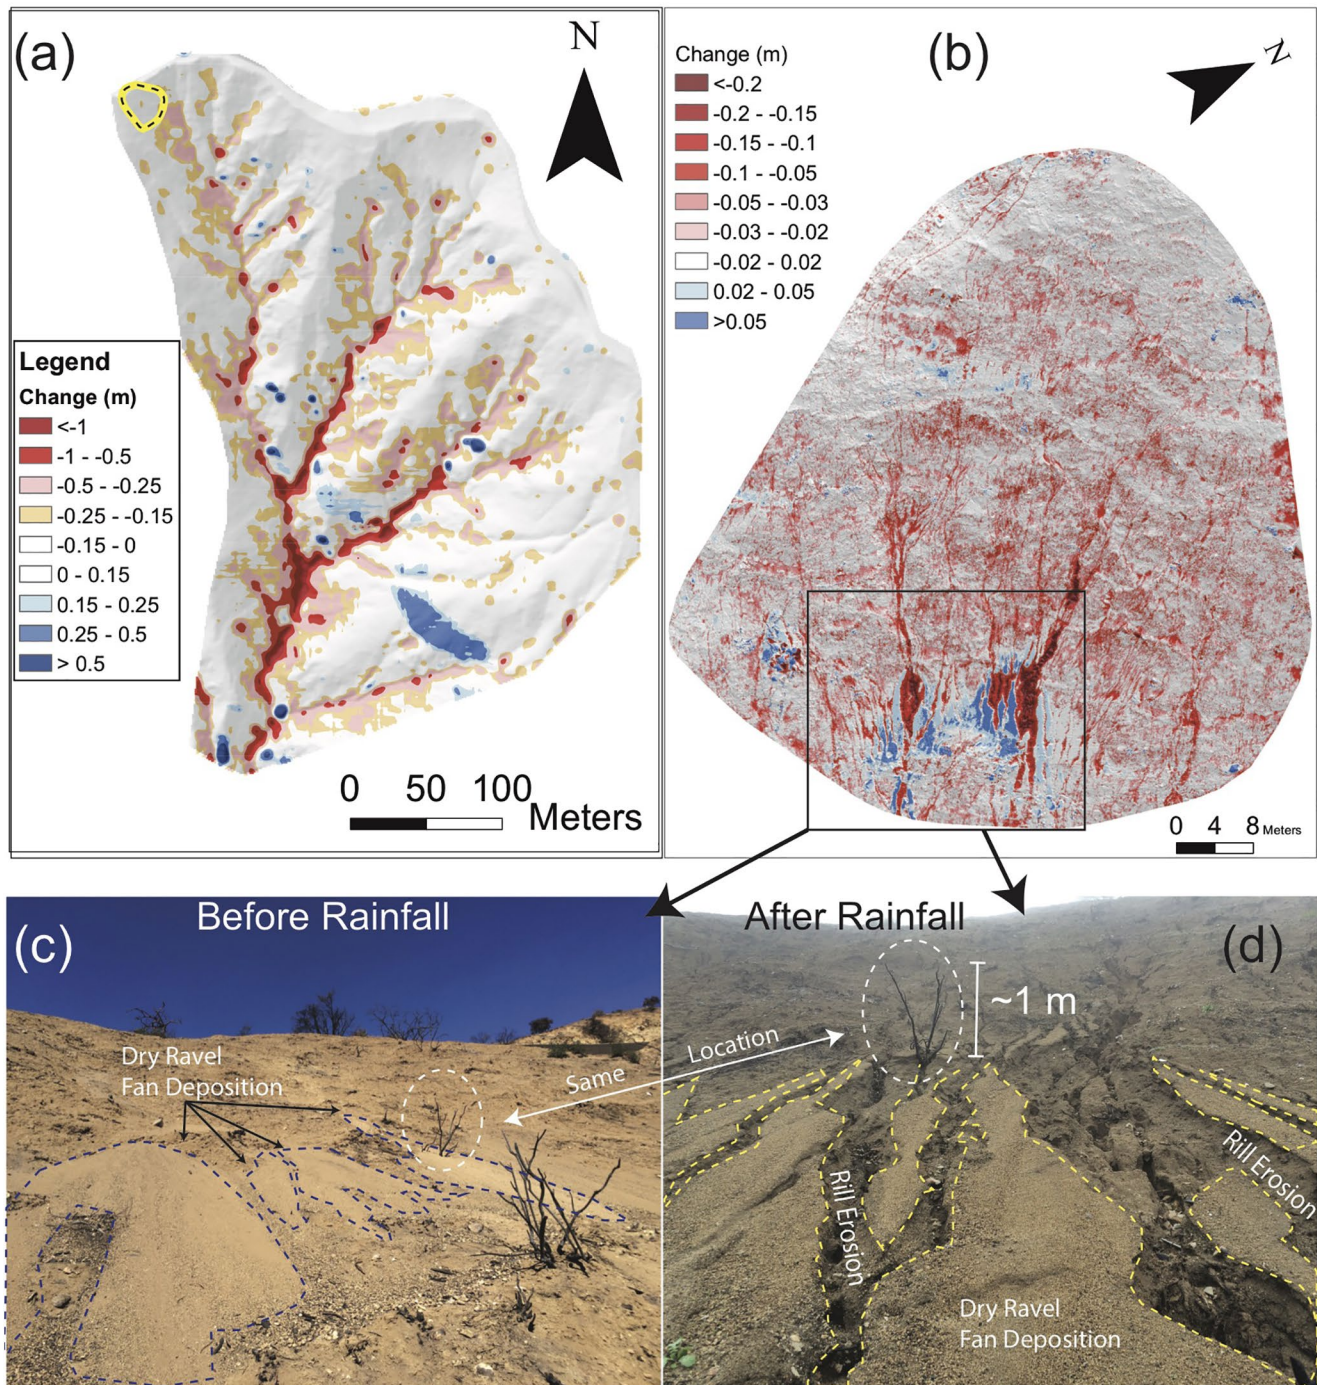 (a)
N
Legend
Change (m)
<-1
-1 - -0.5
-0.5 - -0.25
-0.25 - -0.15
-0.15 - 0
0 - 0.15
0.15 - 0.25
0.25 - 0.5
> 0.5
0 50 100
Meters
(b)
N
Change (m)
<-0.2
-0.2 - -0.15
-0.15 - -0.1
-0.1 - -0.05
-0.05 - -0.03
-0.03 - -0.02
-0.02 - 0.02
0.02 - 0.05
>0.05
0 4 8 Meters
(c)
Before Rainfall
Dry Ravel
Fan Deposition
Same Location
After Rainfall
(d)
~1 m
Rill Erosion
Rill Erosion
Dry Ravel
Fan Deposition